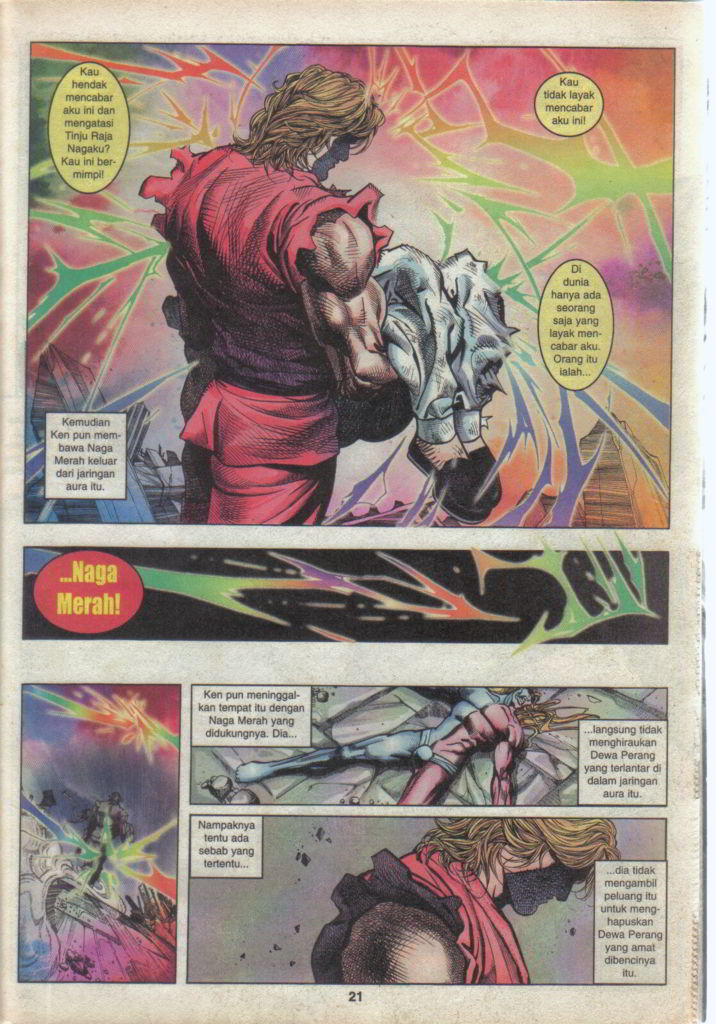 Kau
hendak
mencabar
aku ini dan
mengatasi
Tinju Raja
Nagaku?
Kau ini ber-
mimpi!
Kau
tidak layak
mencabar
aku ini!
Di
dunia
hanya ada
seorang
saja yang
layak men-
cabar aku.
Orang itu
ialah...
Kemudian
Ken pun mem-
bawa Naga
Merah keluar
dari jaringan
aura itu.
...Naga
Merah!
Ken pun meninggal-
kan tempat itu dengan
Naga Merah yang
didukungnya. Dia...
...langsung tidak
menghiraukan
Dewa Perang
yang terlantar di
dalam jaringan
aura itu.
Nampaknya
tentu ada
sebab yang
tertentu...
...dia tidak
mengambil
peluang itu
untuk meng-
hapuskan
Dewa Perang
yang amat
dibencinya
itu.
21